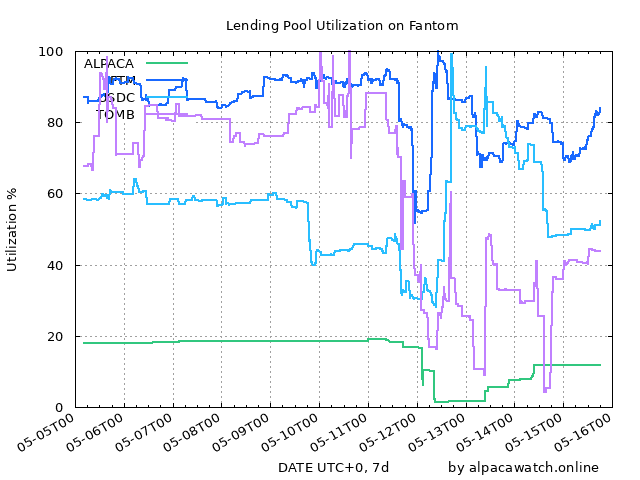 Lending Pool Utilization on Fantom
Utilization %
100
80
60
40
20
0
ALPACA
FTM
USDC
TOMB
05-05T00
05-06T00
05-07T00
05-08T00
05-09T00
05-10T00
05-11T00
05-12T00
05-13T00
05-14T00
05-15T00
05-16T00
DATE UTC+0, 7d
by alpacawatch.online